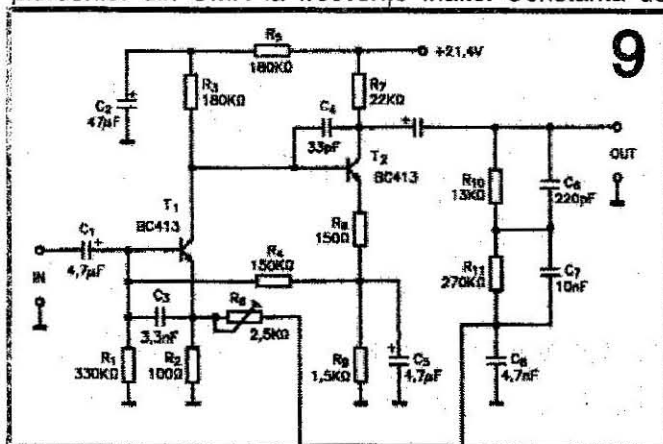 Constanta de
9
R5
180KΩ
+21,4V
R3
180KΩ
R7
22KΩ
C2
47µF
C4
33pF
T2
BC413
OUT
T1
BC413
R10
13KΩ
220pF
C1
4,7µF
R8
150Ω
IN
R4
150KΩ
R11
270KΩ
C7
10nF
C3
3,3nF
R6
2,5KΩ
R1
330KΩ
R2
100Ω
R9
1,5KΩ
C5
4,7µF
4,7nF